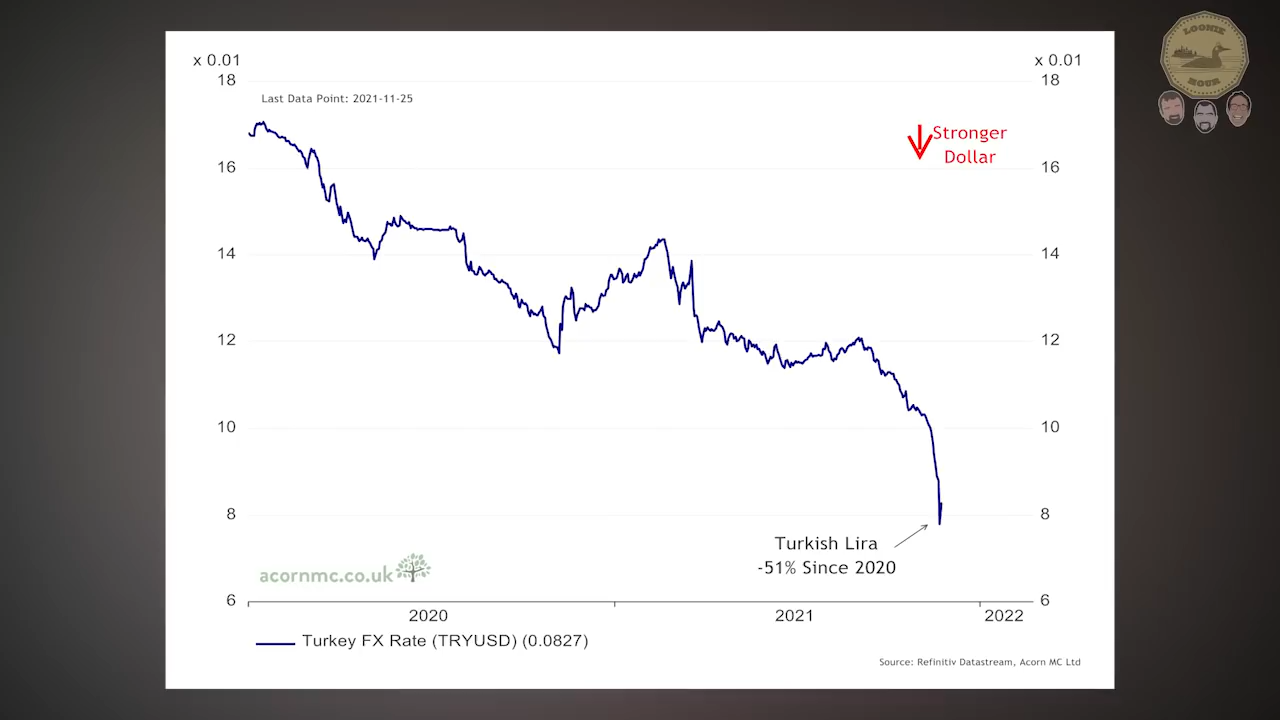 LOONIE
HOUR
x 0.01
x 0.01
18
18
Last Data Point: 2021-11-25
Stronger
Dollar
16
16
14
14
12
12
10
10
8
8
Turkish Lira
-51% Since 2020
acornmc.co.uk
6
6
2020
2021
2022
Turkey FX Rate (TRYUSD) (0.0827)
Source: Refinitiv Datastream, Acorn MC Ltd